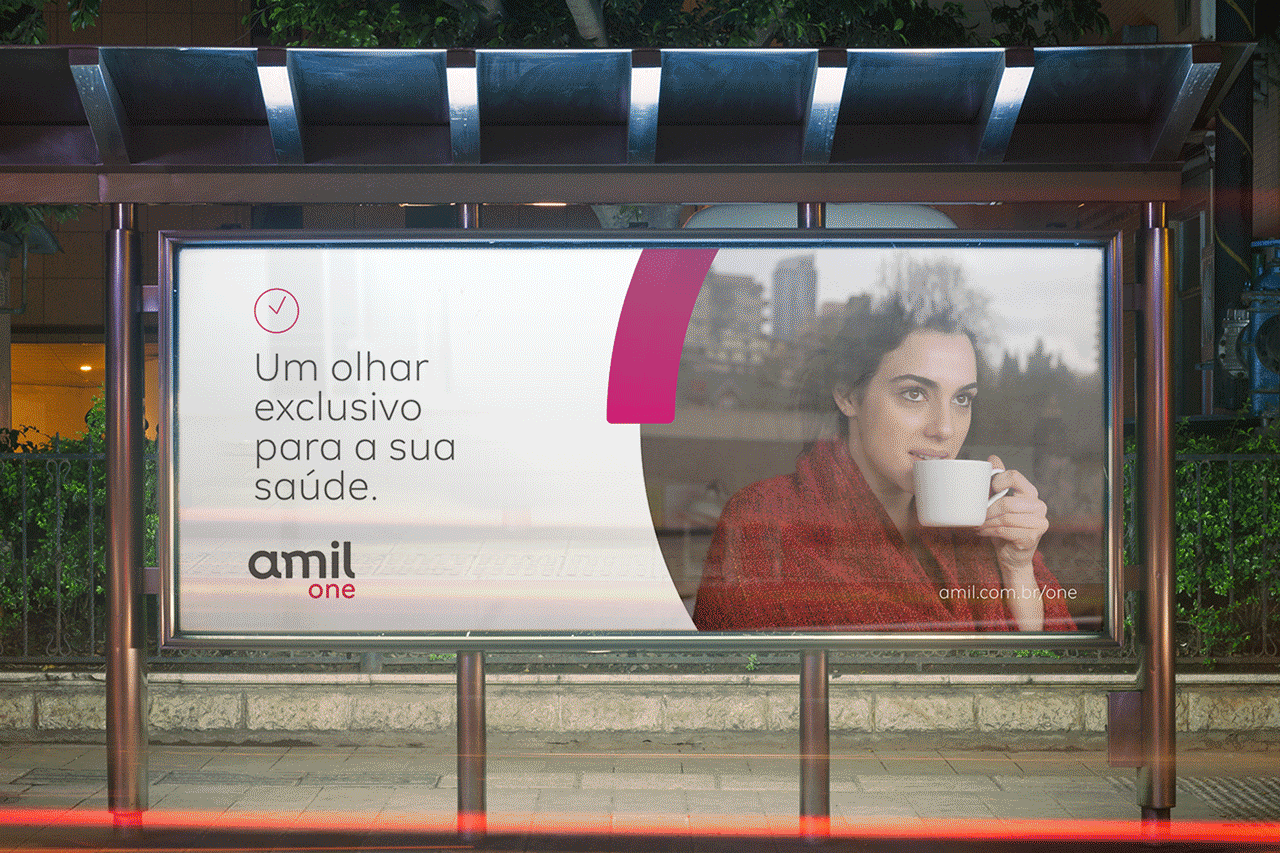 Um olhar
exclusivo
para a sua
saúde.
amil
one
amil.com.br/one